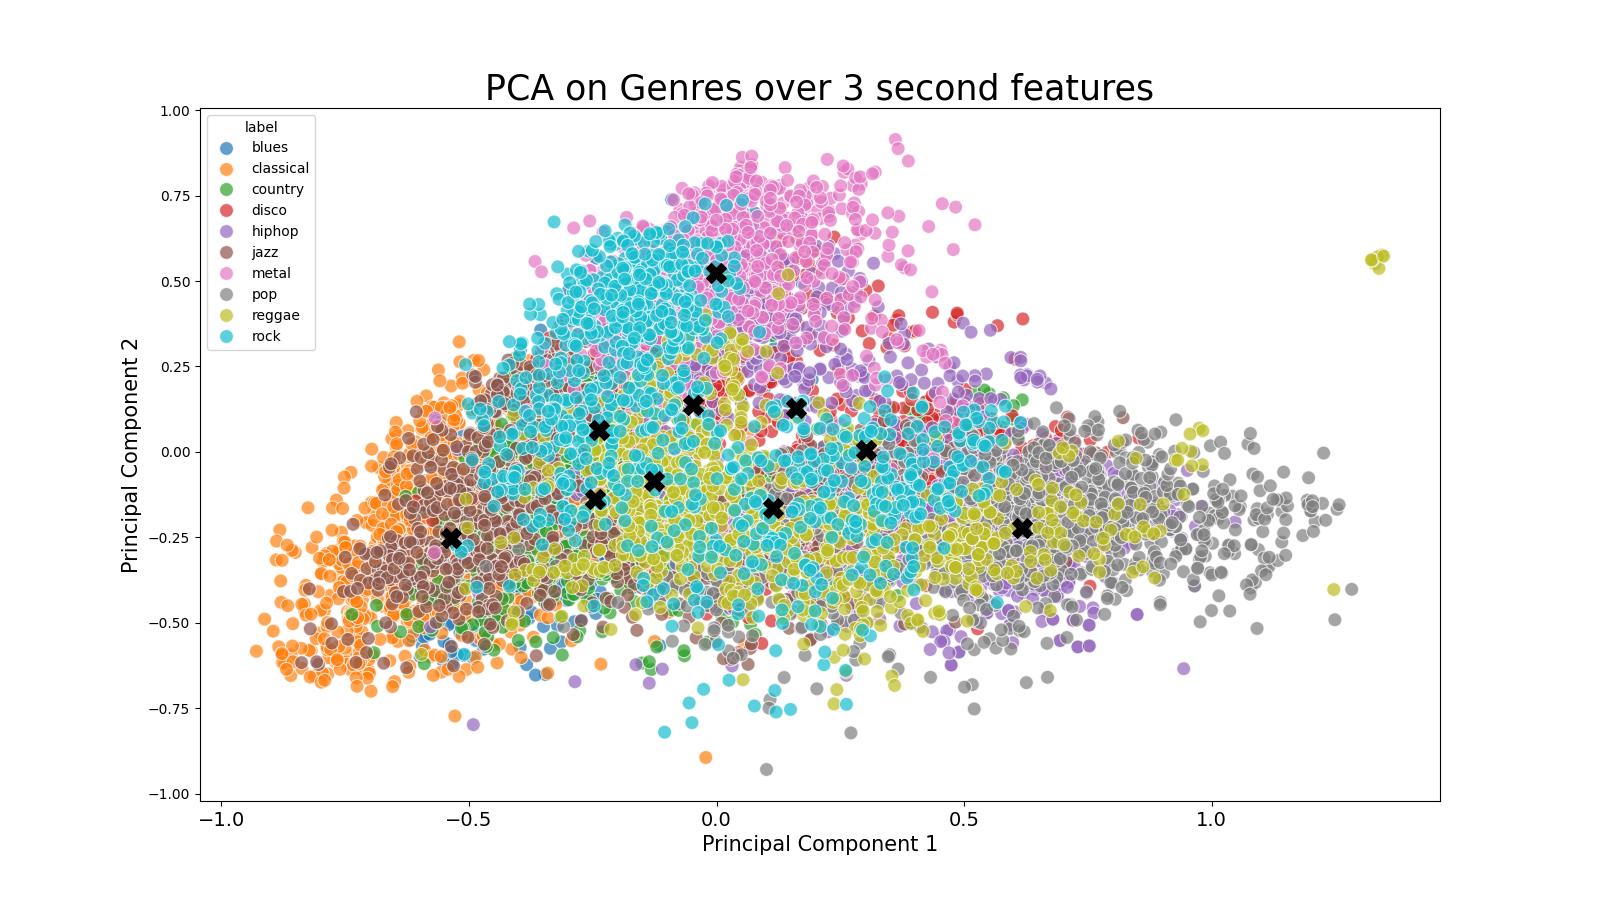 PCA on Genres over 3 second features
label
blues
classical
country
disco
hiphop
jazz
metal
pop
reggae
rock
1.00
0.75
0.50
0.25
0.00
−0.25
−0.50
−0.75
−1.00
Principal Component 2
−1.0 −0.5 0.0 0.5 1.0
Principal Component 1